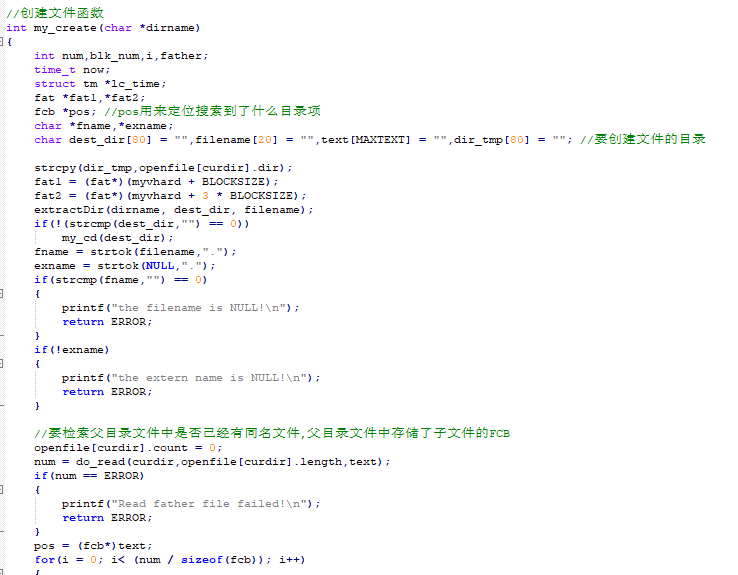 //创建文件函数
int my_create(char *dirname)
{
    int num,blk_num,i,father;
    time_t now;
    struct tm *lc_time;
    fat *fat1,*fat2;
    fcb *pos; //pos用来定位搜索到了什么目录项
    char *fname,*exname;
    char dest_dir[80] = "",filename[20] = "",text[MAXTEXT] = "",dir_tmp[80] = ""; //要创建文件的目录
    strcpy(dir_tmp,openfile[curdir].dir);
    fat1 = (fat*)(myvhard + BLOCKSIZE);
    fat2 = (fat*)(myvhard + 3 * BLOCKSIZE);
    extractDir(dirname, dest_dir, filename);
    if(!(strcmp(dest_dir,"") == 0))
        my_cd(dest_dir);
    fname = strtok(filename,".");
    exname = strtok(NULL,".");
    if(strcmp(fname,"") == 0)
    {
        printf("the filename is NULL!\n");
        return ERROR;
    }
    if(!exname)
    {
        printf("the extern name is NULL!\n");
        return ERROR;
    }
    //要检索父目录文件中是否已经有同名文件,父目录文件中存储了子文件的FCB
    openfile[curdir].count = 0;
    num = do_read(curdir,openfile[curdir].length,text);
    if(num == ERROR)
    {
        printf("Read father file failed!\n");
        return ERROR;
    }
    pos = (fcb*)text;
    for(i = 0; i< (num / sizeof(fcb)); i++)
    {